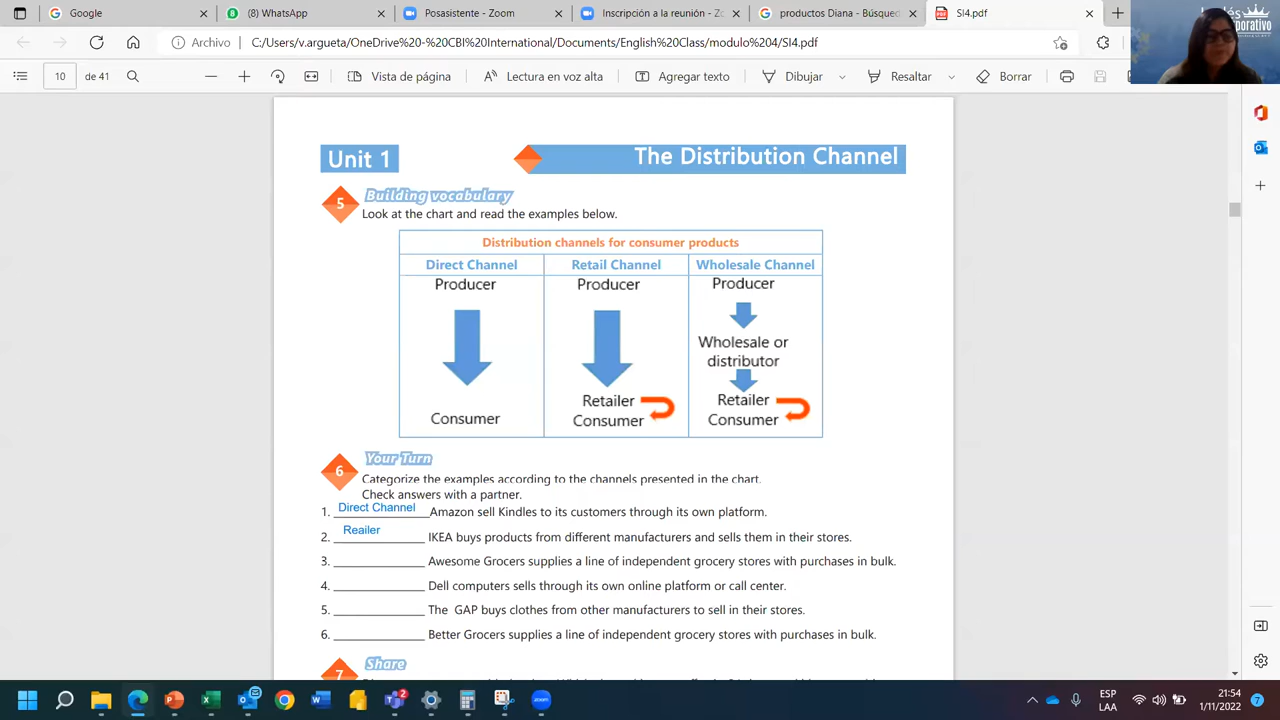 Google
(8) WhatsApp
Posasistente - Zoom
Inscripción a la reunión - Zo
productos Diana - Búsqued
SI4.pdf
Archivo
C:/Users/v.argueta/OneDrive%20-%20CBI%20International/Documents/English%20Class/modulo%204/SI4.pdf
10
de 41
Vista de página
Lectura en voz alta
Agregar texto
Dibujar
Resaltar
Borrar
Unit 1
The Distribution Channel
5
Building vocabulary
Look at the chart and read the examples below.
Distribution channels for consumer products
Direct Channel
Retail Channel
Wholesale Channel
Producer
Producer
Producer
Wholesale or
distributor
Retailer
Retailer
Consumer
Consumer
Consumer
6
Your Turn
Categorize the examples according to the channels presented in the chart.
Check answers with a partner.
1. Direct Channel Amazon sell Kindles to its customers through its own platform.
2. Reailer IKEA buys products from different manufacturers and sells them in their stores.
3. ______________ Awesome Grocers supplies a line of independent grocery stores with purchases in bulk.
4. ______________ Dell computers sells through its own online platform or call center.
5. ______________ The GAP buys clothes from other manufacturers to sell in their stores.
6. ______________ Better Grocers supplies a line of independent grocery stores with purchases in bulk.
7
Share
ESP
LAA
21:54
1/11/2022
7